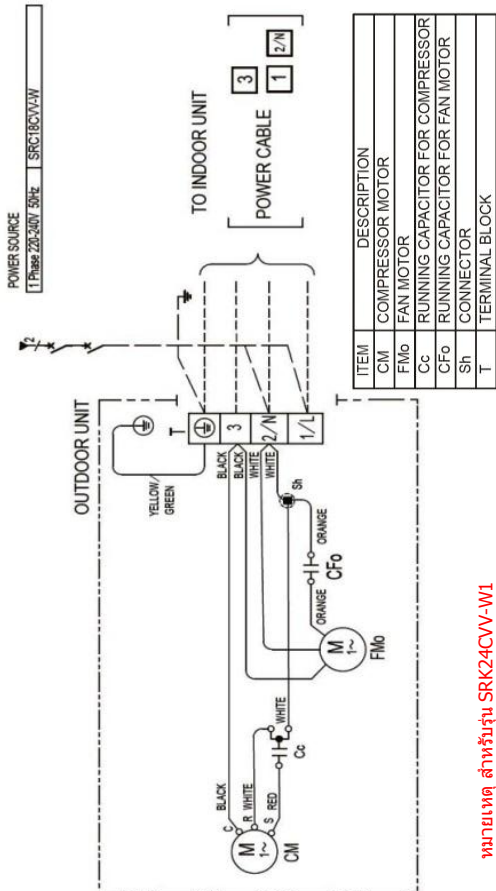 POWER SOURCE
1 Phase 220-240V 50Hz SRC18CVV-W
TO INDOOR UNIT
3
POWER CABLE
1 2/N
2
OUTDOOR UNIT
YELLOW/
GREEN
T
3
2/N
1/L
BLACK
BLACK
WHITE
WHITE
Sh
ORANGE
CFo
ORANGE
M
1~
FMo
BLACK
C
R WHITE
S RED
WHITE
Cc
M
1~
CM
ITEM DESCRIPTION
CM COMPRESSOR MOTOR
FMo FAN MOTOR
Cc RUNNING CAPACITOR FOR COMPRESSOR
CFo RUNNING CAPACITOR FOR FAN MOTOR
Sh CONNECTOR
T TERMINAL BLOCK
หมายเหตุ สำหรับรุ่น SRK24CVV-W1